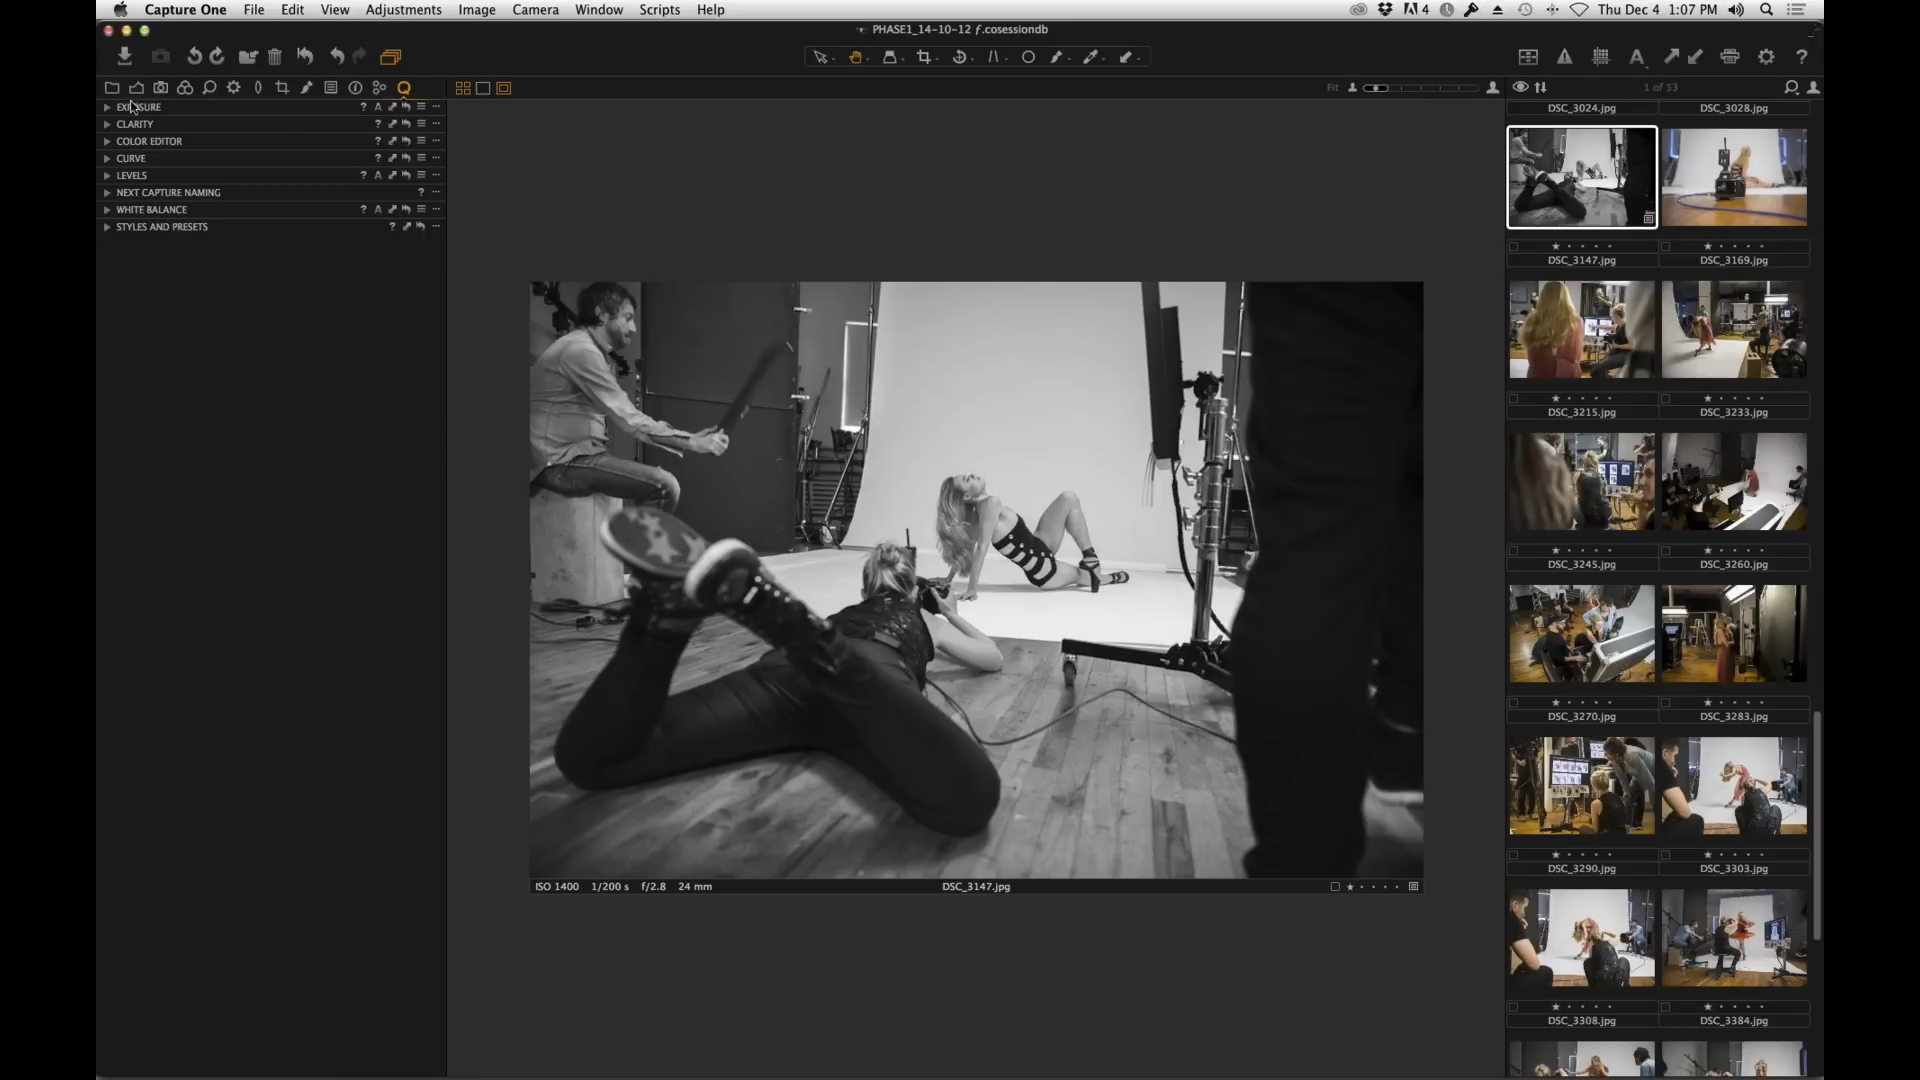 Capture One File Edit View Adjustments Image Camera Window Scripts Help 4 Thu Dec 4 1:07 PM
PHASE1_14-10-12 ƒ.cosessiondb
Fit
1 of 53
EXPOSURE
CLARITY
COLOR EDITOR
CURVE
LEVELS
NEXT CAPTURE NAMING
WHITE BALANCE
STYLES AND PRESETS
ISO 1400 1/200 s f/2.8 24 mm DSC_3147.jpg
DSC_3024.jpg DSC_3028.jpg
DSC_3147.jpg DSC_3169.jpg
DSC_3215.jpg DSC_3233.jpg
DSC_3245.jpg DSC_3260.jpg
DSC_3270.jpg DSC_3283.jpg
DSC_3290.jpg DSC_3303.jpg
DSC_3308.jpg DSC_3384.jpg